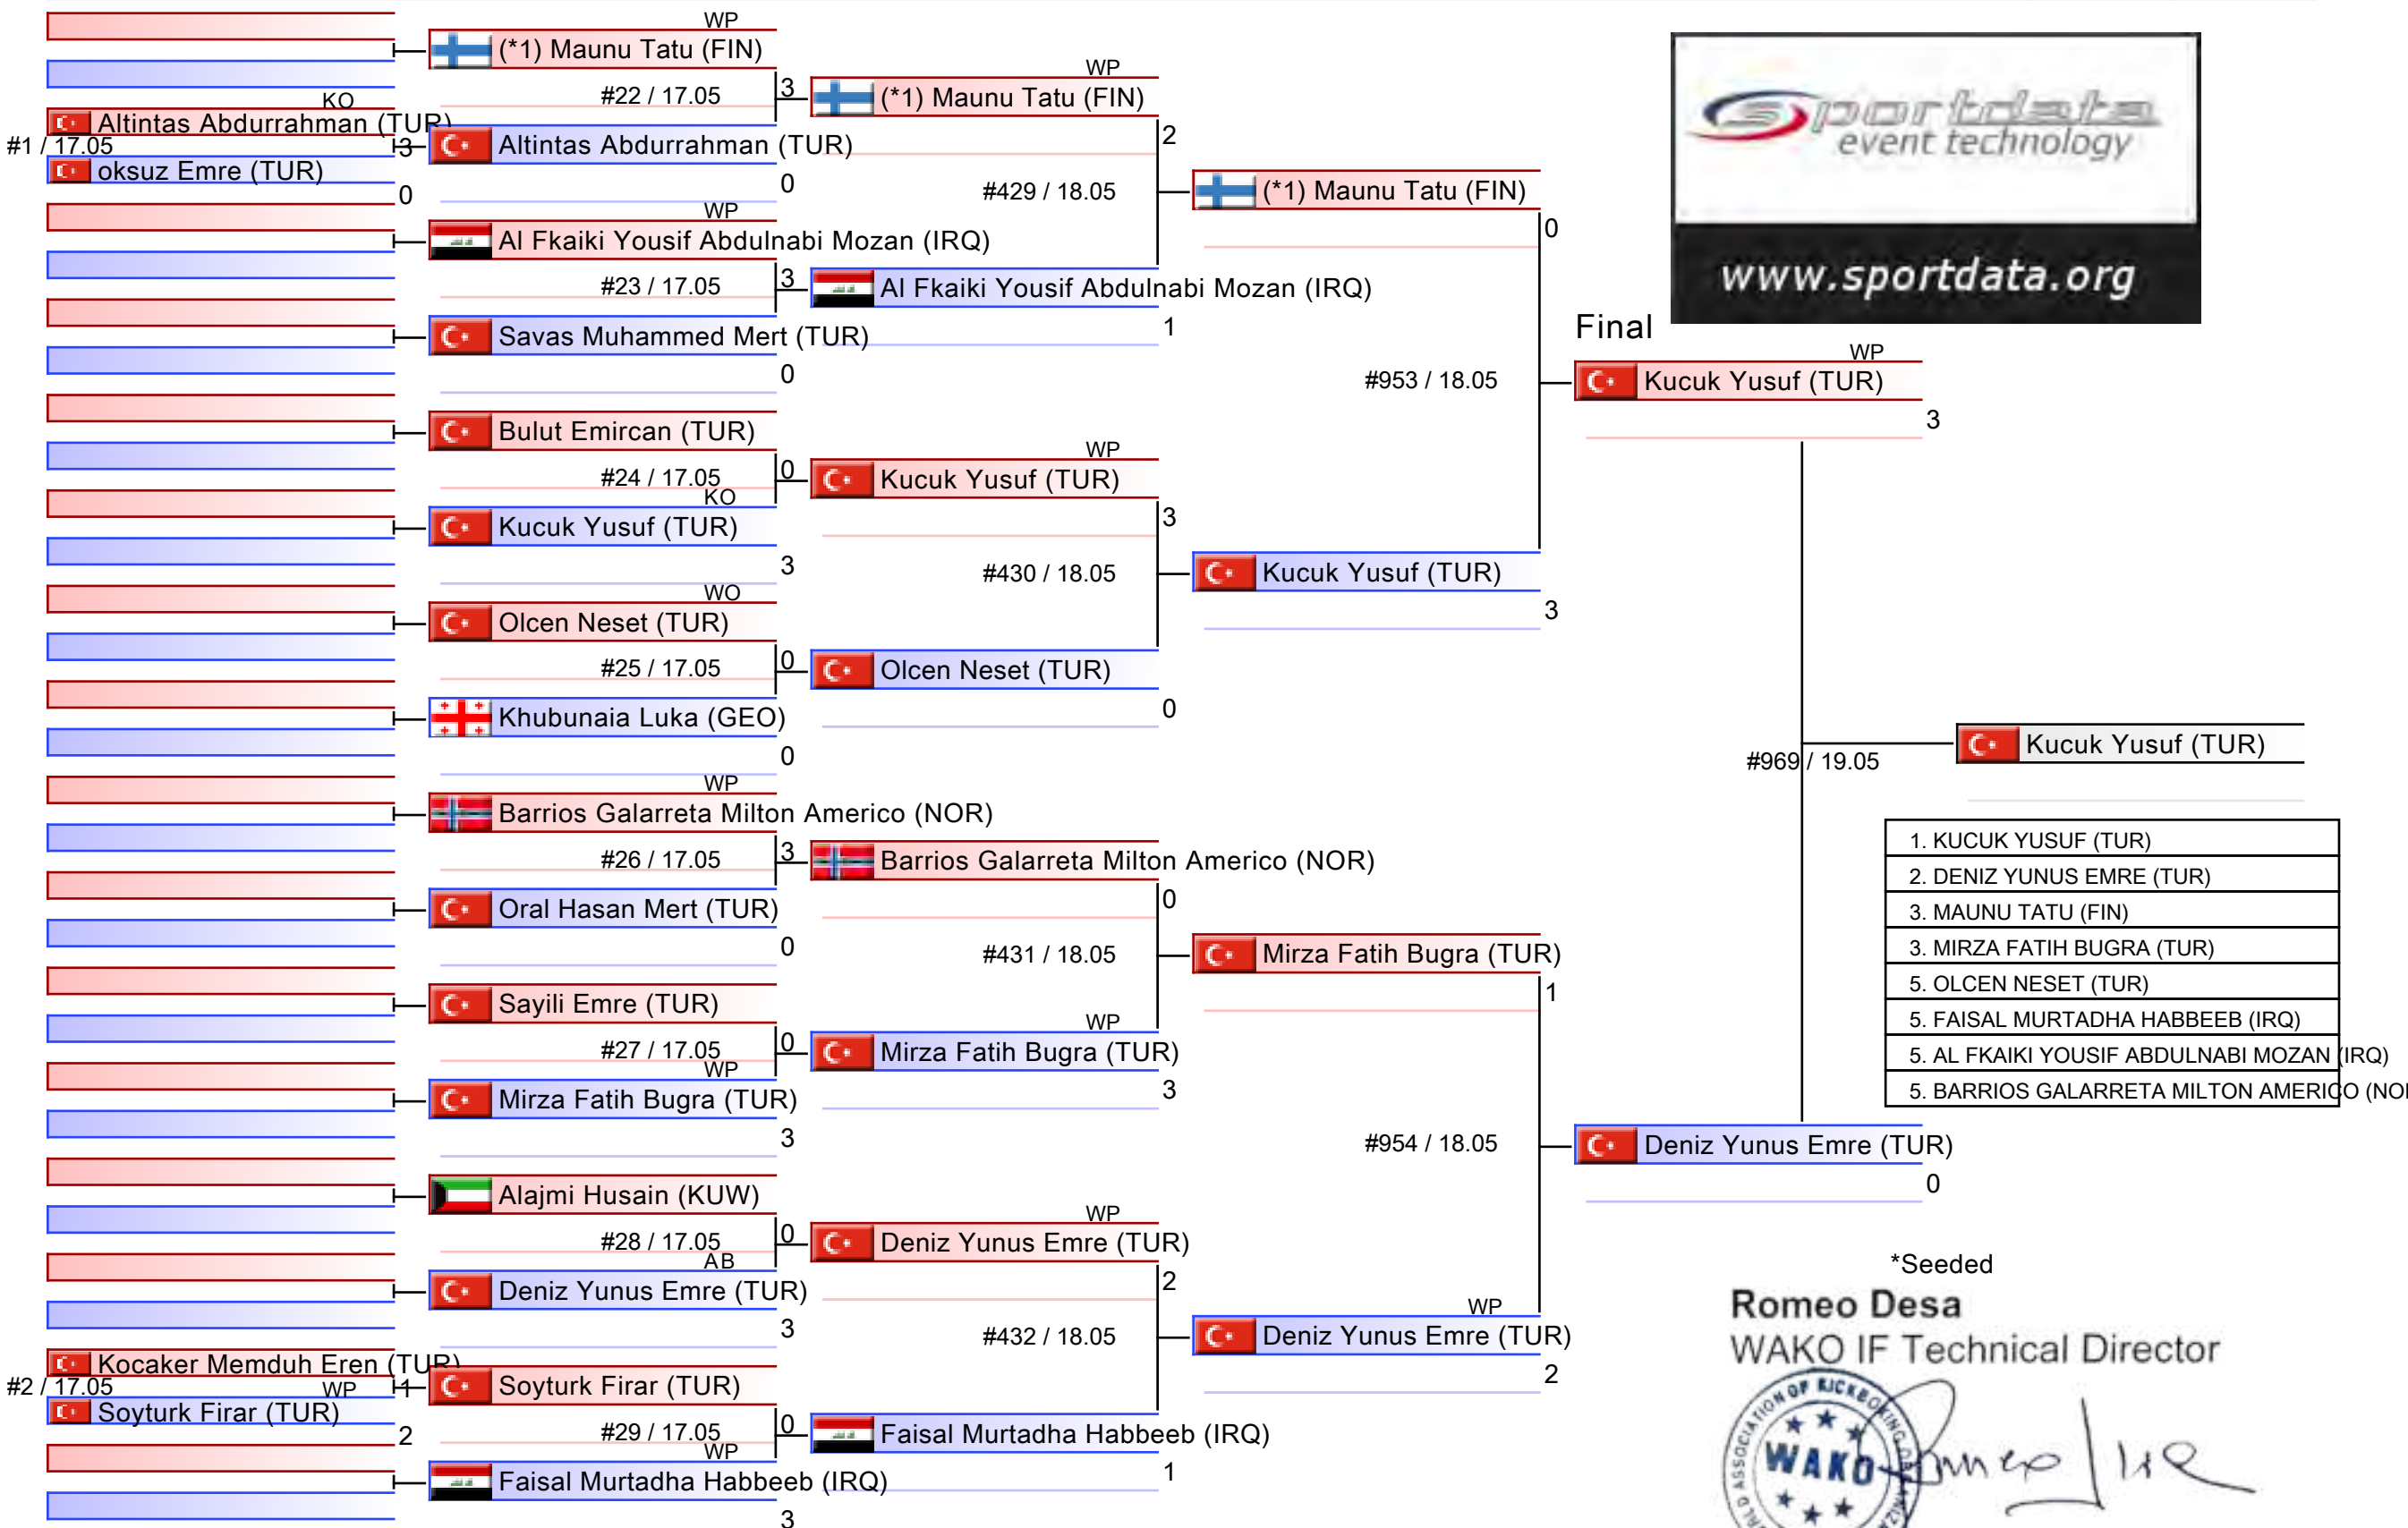 KO
Altintas Abdurrahman (TUR)
#1 / 17.05
3
oksuz Emre (TUR)
0
Kocaker Memduh Eren (TUR)
#2 / 17.05
WP
1
Soyturk Firar (TUR)
2
WP
(*1) Maunu Tatu (FIN)
#22 / 17.05
3
Altintas Abdurrahman (TUR)
0
WP
Al Fkaiki Yousif Abdulnabi Mozan (IRQ)
#23 / 17.05
3
Savas Muhammed Mert (TUR)
0
Bulut Emircan (TUR)
#24 / 17.05
0
KO
Kucuk Yusuf (TUR)
3
WO
Olcen Neset (TUR)
#25 / 17.05
0
Khubunaia Luka (GEO)
0
WP
Barrios Galarreta Milton Americo (NOR)
#26 / 17.05
3
Oral Hasan Mert (TUR)
0
Sayili Emre (TUR)
#27 / 17.05
0
WP
Mirza Fatih Bugra (TUR)
3
Alajmi Husain (KUW)
#28 / 17.05
0
AB
Deniz Yunus Emre (TUR)
3
Soyturk Firar (TUR)
#29 / 17.05
0
WP
Faisal Murtadha Habbeeb (IRQ)
3
WP
(*1) Maunu Tatu (FIN)
2
#429 / 18.05
Al Fkaiki Yousif Abdulnabi Mozan (IRQ)
1
WP
Kucuk Yusuf (TUR)
3
#430 / 18.05
Olcen Neset (TUR)
0
Barrios Galarreta Milton Americo (NOR)
0
#431 / 18.05
WP
Mirza Fatih Bugra (TUR)
3
WP
Deniz Yunus Emre (TUR)
2
#432 / 18.05
Faisal Murtadha Habbeeb (IRQ)
1
(*1) Maunu Tatu (FIN)
0
#953 / 18.05
Kucuk Yusuf (TUR)
3
Mirza Fatih Bugra (TUR)
1
#954 / 18.05
WP
Deniz Yunus Emre (TUR)
2
sportdata
event technology
www.sportdata.org
Final
WP
Kucuk Yusuf (TUR)
3
#969 / 19.05
Deniz Yunus Emre (TUR)
0
Kucuk Yusuf (TUR)
1. KUCUK YUSUF (TUR)
2. DENIZ YUNUS EMRE (TUR)
3. MAUNU TATU (FIN)
3. MIRZA FATIH BUGRA (TUR)
5. OLCEN NESET (TUR)
5. FAISAL MURTADHA HABBEEB (IRQ)
5. AL FKAIKI YOUSIF ABDULNABI MOZAN (IRQ)
5. BARRIOS GALARRETA MILTON AMERICO (NO
*Seeded
Romeo Desa
WAKO IF Technical Director
ASSOCIATION OF KICKBOXING
WAKO